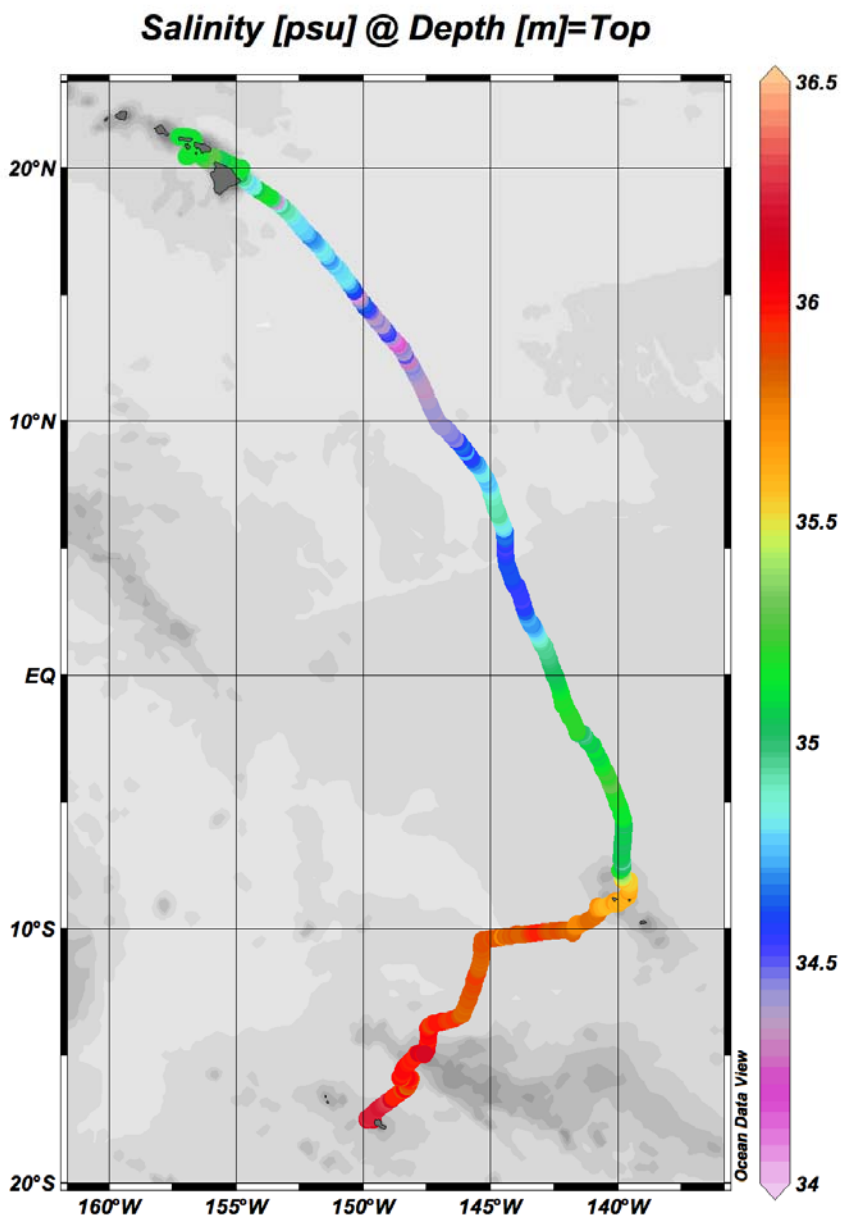 Salinity [psu] @ Depth [m]=Top
20°N
10°N
EQ
10°S
20°S
160°W
155°W
150°W
145°W
140°W
36.5
36
35.5
35
34.5
34
Ocean Data View